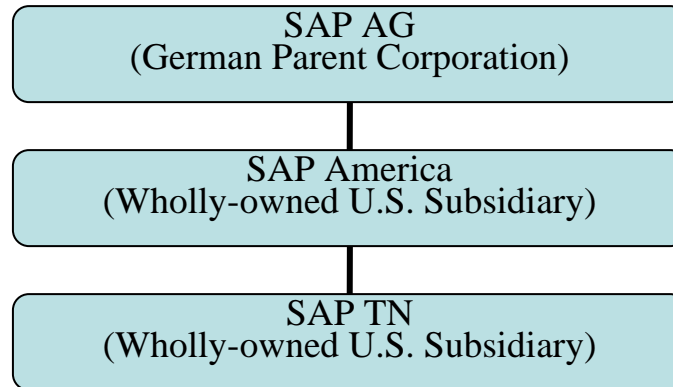 SAP AG
(German Parent Corporation)
SAP America
(Wholly-owned U.S. Subsidiary)
SAP TN
(Wholly-owned U.S. Subsidiary)